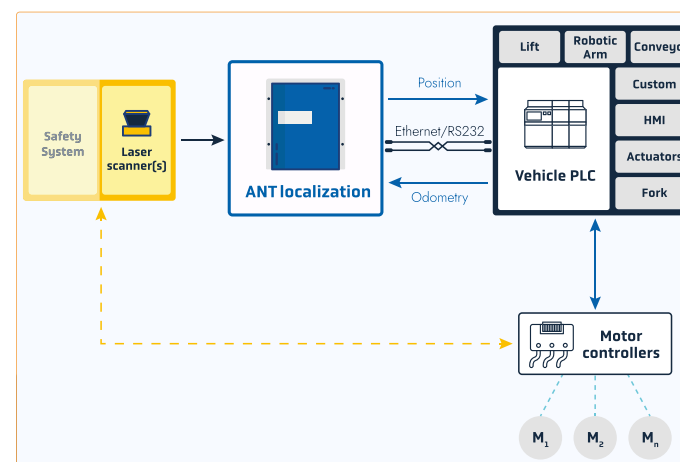 Lift
Robotic
Arm
Conveyo
Custom
HMI
Actuators
Fork
Position
Ethernet/RS232
Odometry
Vehicle PLC
Safety
System
Laser
scanner[s]
ANT localization
Motor
controllers
M1
M2
Mn